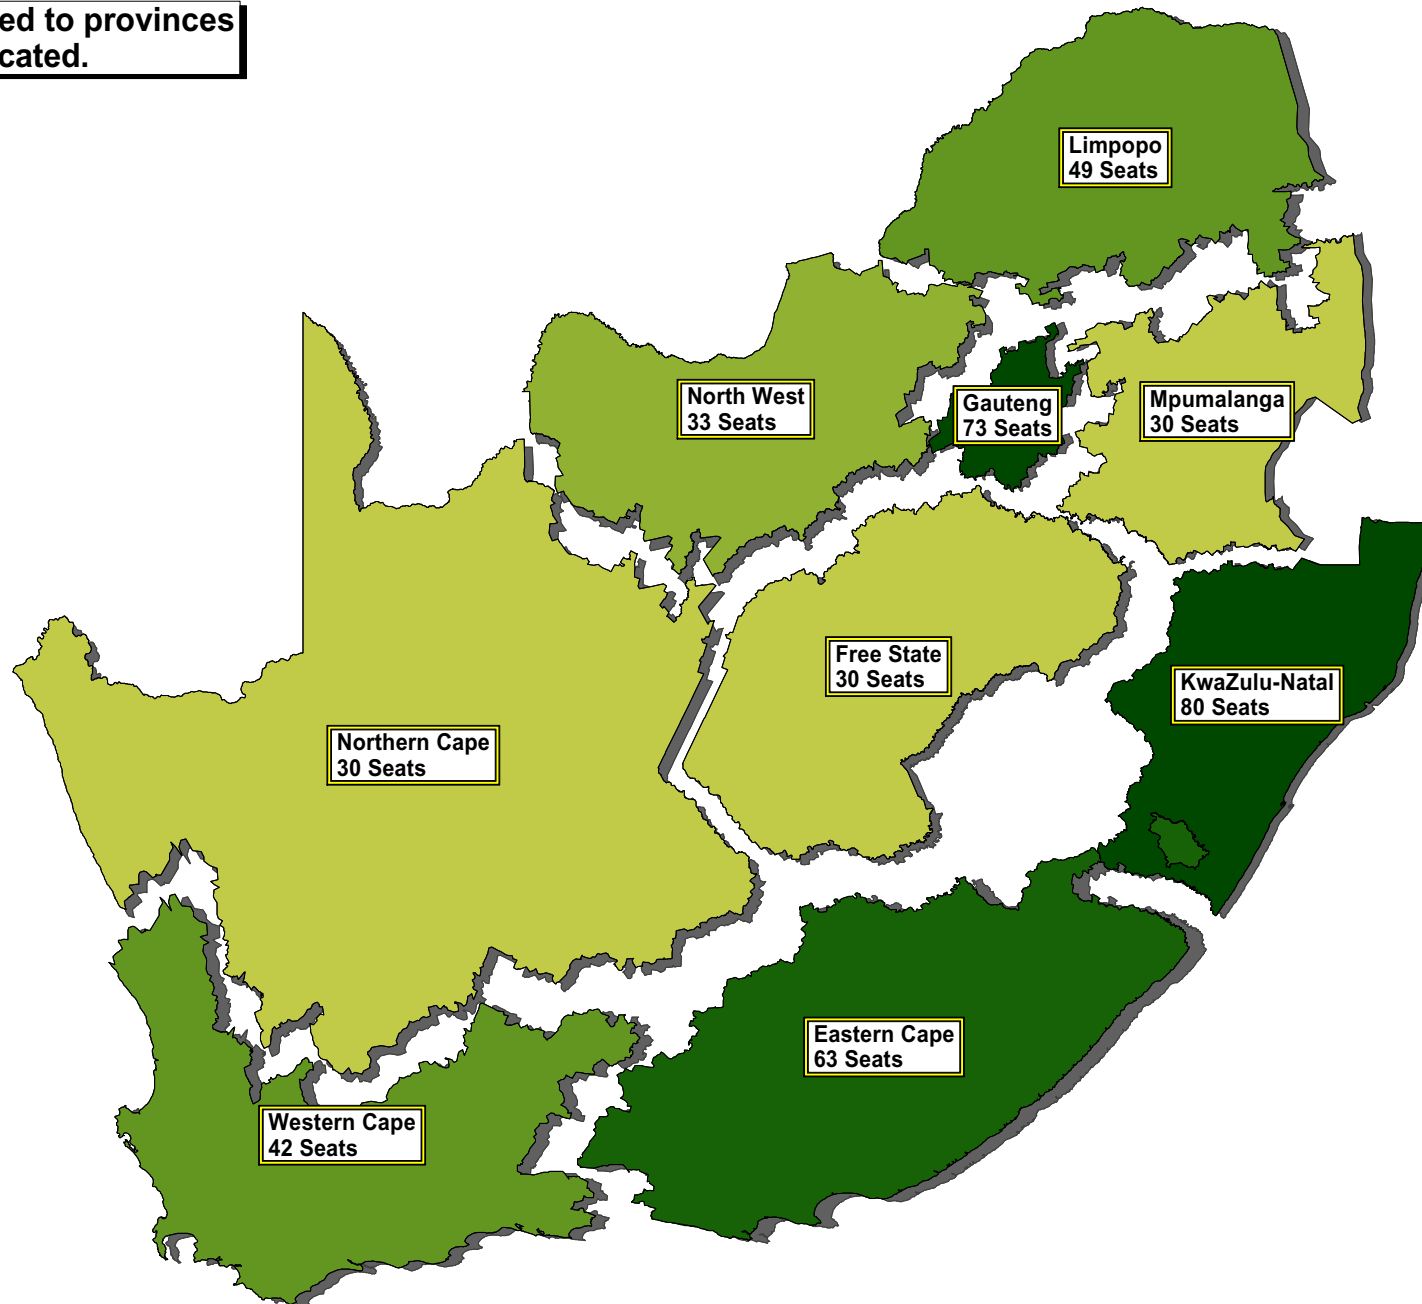 ed to provinces
cated.
Limpopo
49 Seats
North West
33 Seats
Gauteng
73 Seats
Mpumalanga
30 Seats
Free State
30 Seats
KwaZulu-Natal
80 Seats
Northern Cape
30 Seats
Eastern Cape
63 Seats
Western Cape
42 Seats